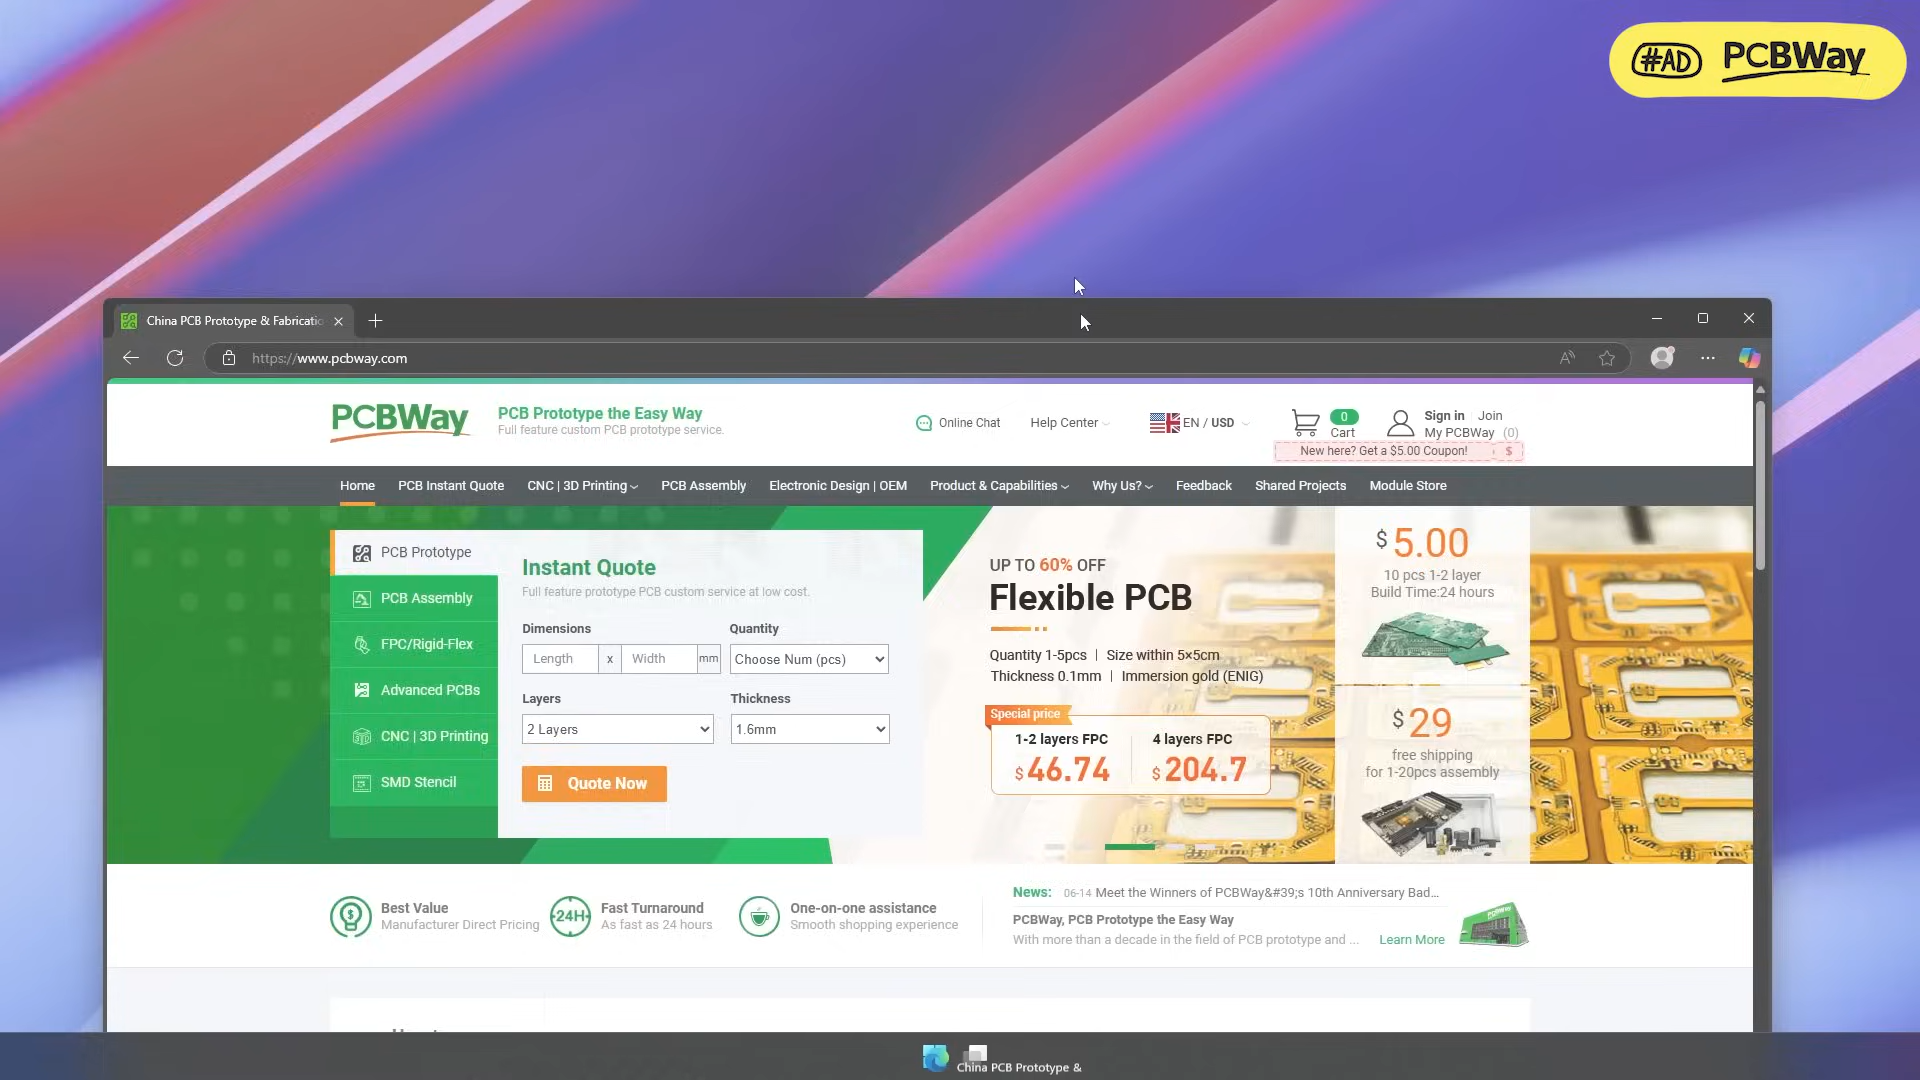 #AD PCBWay
China PCB Prototype & Fabricatio
https://www.pcbway.com
PCBWay
PCB Prototype the Easy Way
Full feature custom PCB prototype service.
Online Chat
Help Center
EN / USD
0
Cart
Sign in
Join
My PCBWay
(0)
New here? Get a $5.00 Coupon!
$
Home
PCB Instant Quote
CNC | 3D Printing
PCB Assembly
Electronic Design | OEM
Product & Capabilities
Why Us?
Feedback
Shared Projects
Module Store
PCB Prototype
PCB Assembly
FPC/Rigid-Flex
Advanced PCBs
CNC | 3D Printing
SMD Stencil
Instant Quote
Full feature prototype PCB custom service at low cost.
Dimensions
Quantity
Length
x
Width
mm
Choose Num (pcs)
Layers
Thickness
2 Layers
1.6mm
Quote Now
UP TO 60% OFF
Flexible PCB
Quantity 1-5pcs | Size within 5×5cm
Thickness 0.1mm | Immersion gold (ENIG)
Special price
1-2 layers FPC
$46.74
4 layers FPC
$204.7
$5.00
10 pcs 1-2 layer
Build Time:24 hours
$29
free shipping
for 1-20pcs assembly
Best Value
Manufacturer Direct Pricing
24H
Fast Turnaround
As fast as 24 hours
One-on-one assistance
Smooth shopping experience
News: 06-14 Meet the Winners of PCBWay&#39;s 10th Anniversary Bad...
PCBWay, PCB Prototype the Easy Way
With more than a decade in the field of PCB prototype and ...
Learn More
China PCB Prototype &